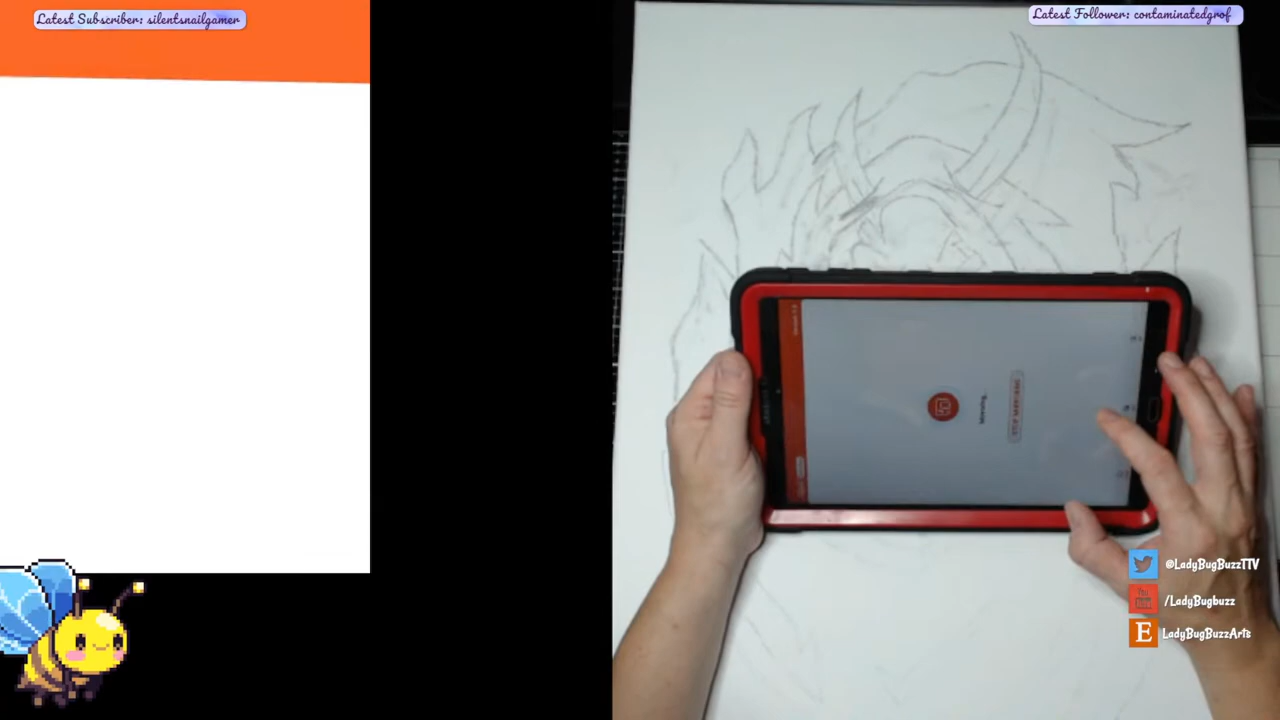 Latest Subscriber: silentsnailgamer
Latest Follower: contaminatedgrof
@LadyBugBuzzTTV
/LadyBugbuzz
E LadyBugBuzzArts